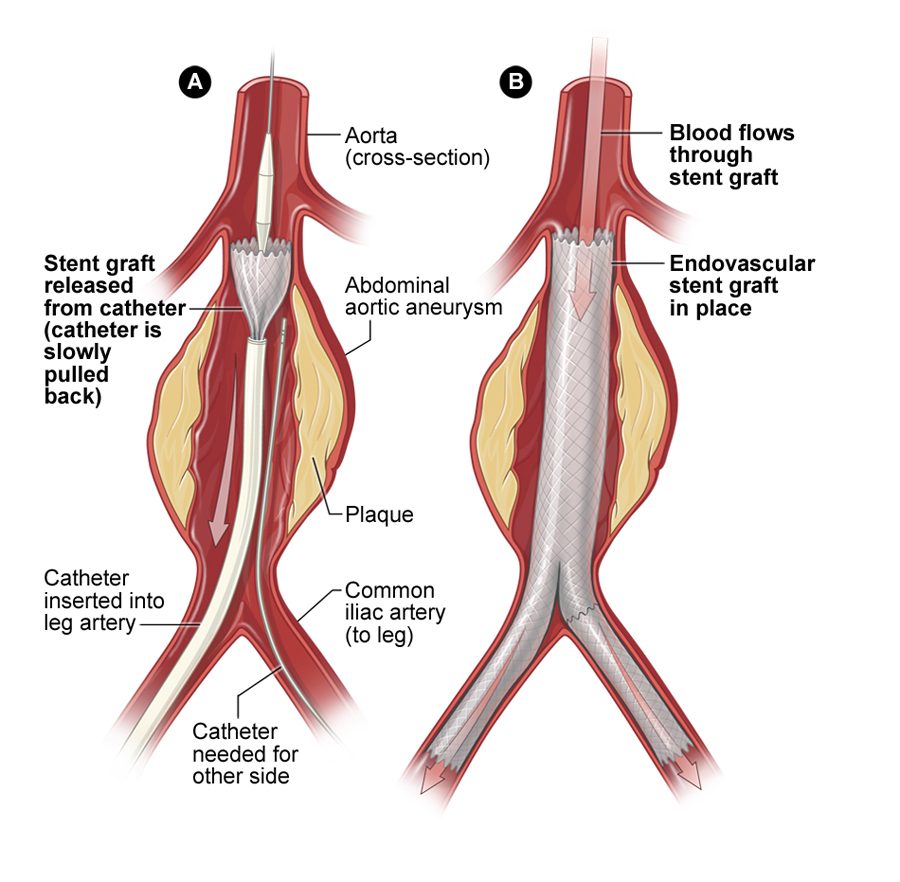 A
Aorta
(cross-section)
Stent graft
released
from catheter
(catheter is
slowly
pulled
back)
Abdominal
aortic aneurysm
Plaque
Catheter
inserted into
leg artery
Common
iliac artery
(to leg)
Catheter
needed for
other side
B
Blood flows
through
stent graft
Endovascular
stent graft
in place